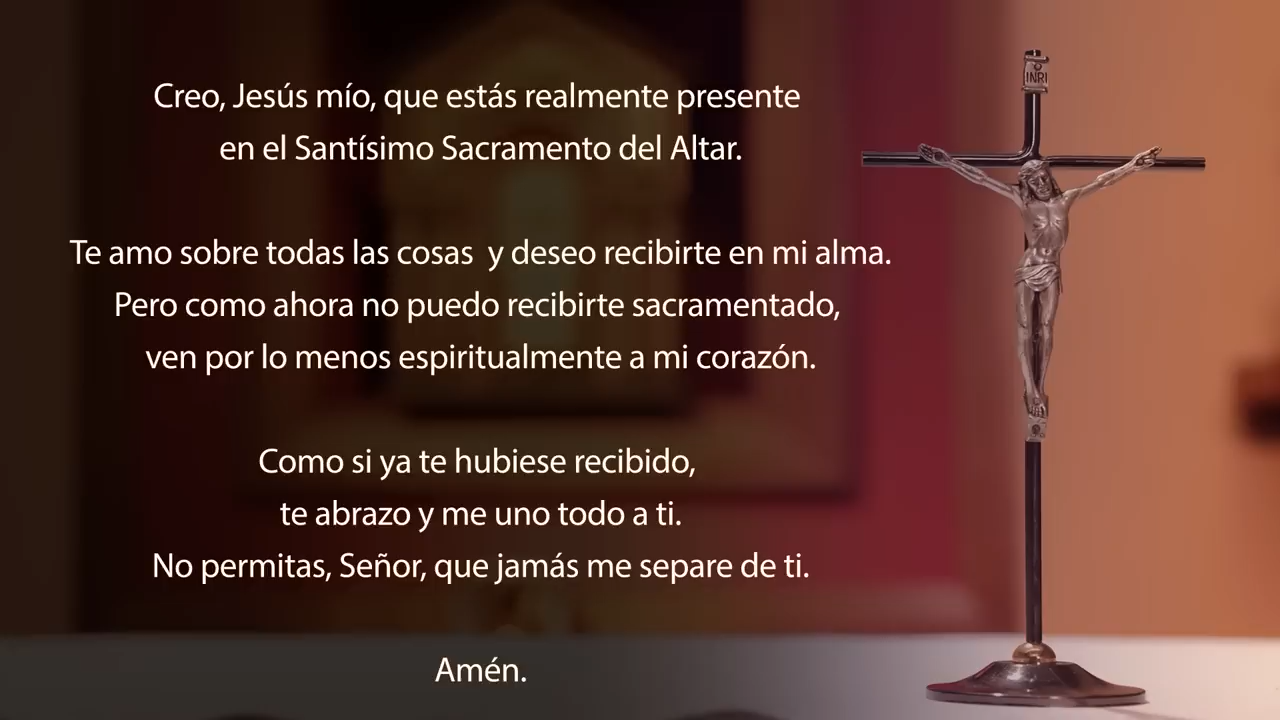 INRI
Creo, Jesús mío, que estás realmente presente
en el Santísimo Sacramento del Altar.
Te amo sobre todas las cosas  y deseo recibirte en mi alma.
Pero como ahora no puedo recibirte sacramentado,
ven por lo menos espiritualmente a mi corazón.
Como si ya te hubiese recibido,
te abrazo y me uno todo a ti.
No permitas, Señor, que jamás me separe de ti.
Amén.